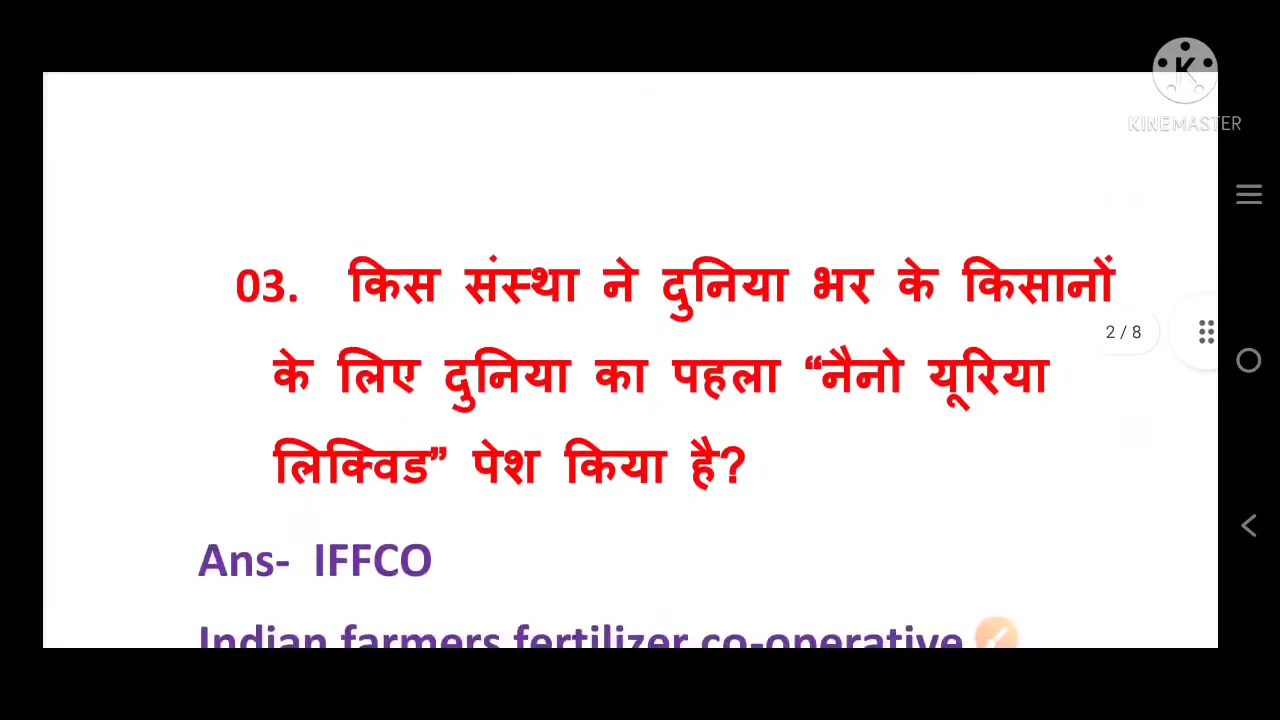 KINEMASTER
03. किस संस्था ने दुनिया भर के किसानों
2 / 8
के लिए दुनिया का पहला “नैनो यूरिया
लिक्विड” पेश किया है?
Ans- IFFCO
Indian farmers fertilizer co-operative